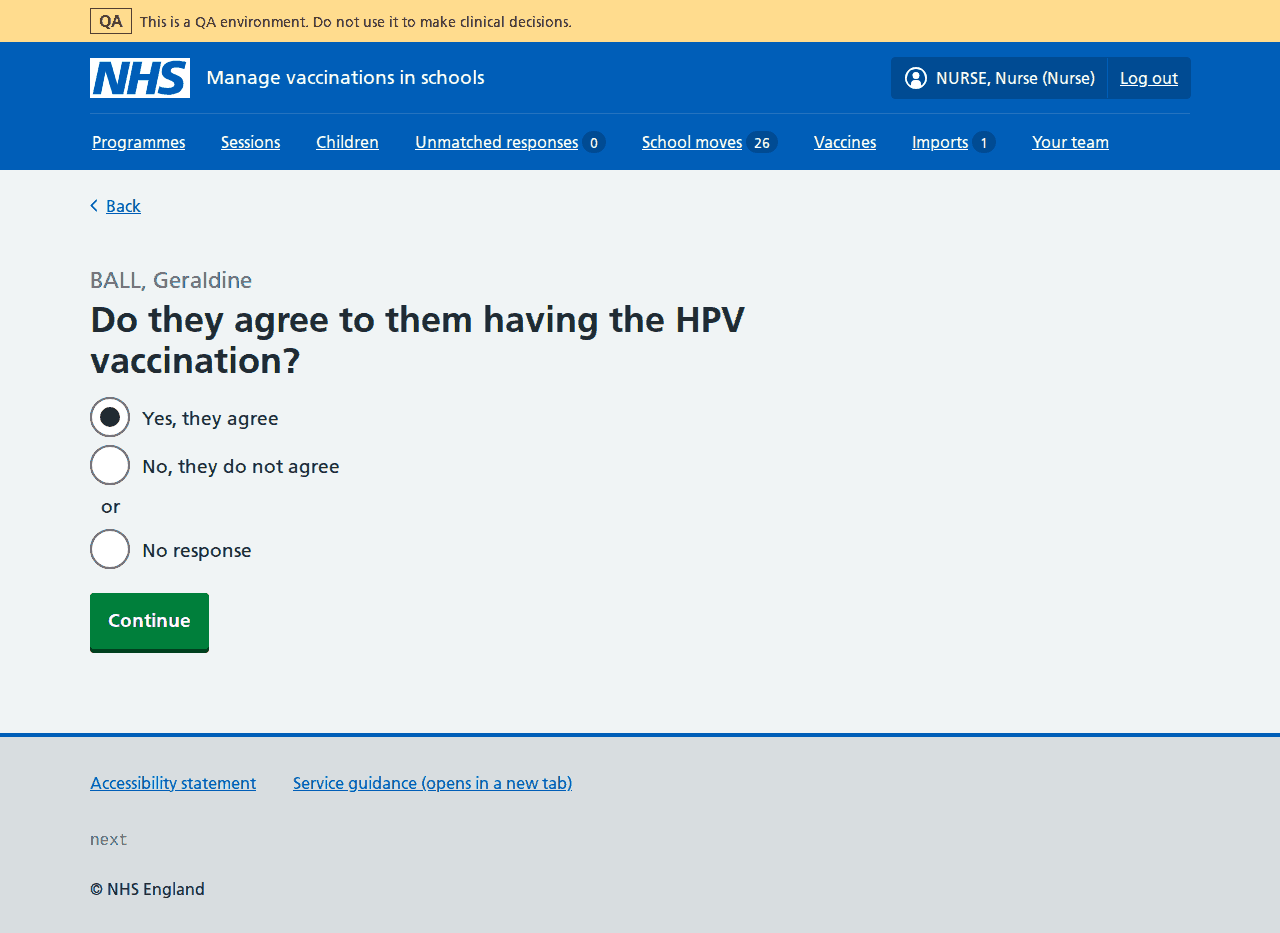 QA This is a QA environment. Do not use it to make clinical decisions.
NHS Manage vaccinations in schools NURSE, Nurse (Nurse) Log out
Programmes Sessions Children Unmatched responses 0 School moves 26 Vaccines Imports 1 Your team
Back
BALL, Geraldine
Do they agree to them having the HPV
vaccination?
Yes, they agree
No, they do not agree
or
No response
Continue
Accessibility statement Service guidance (opens in a new tab)
next
© NHS England